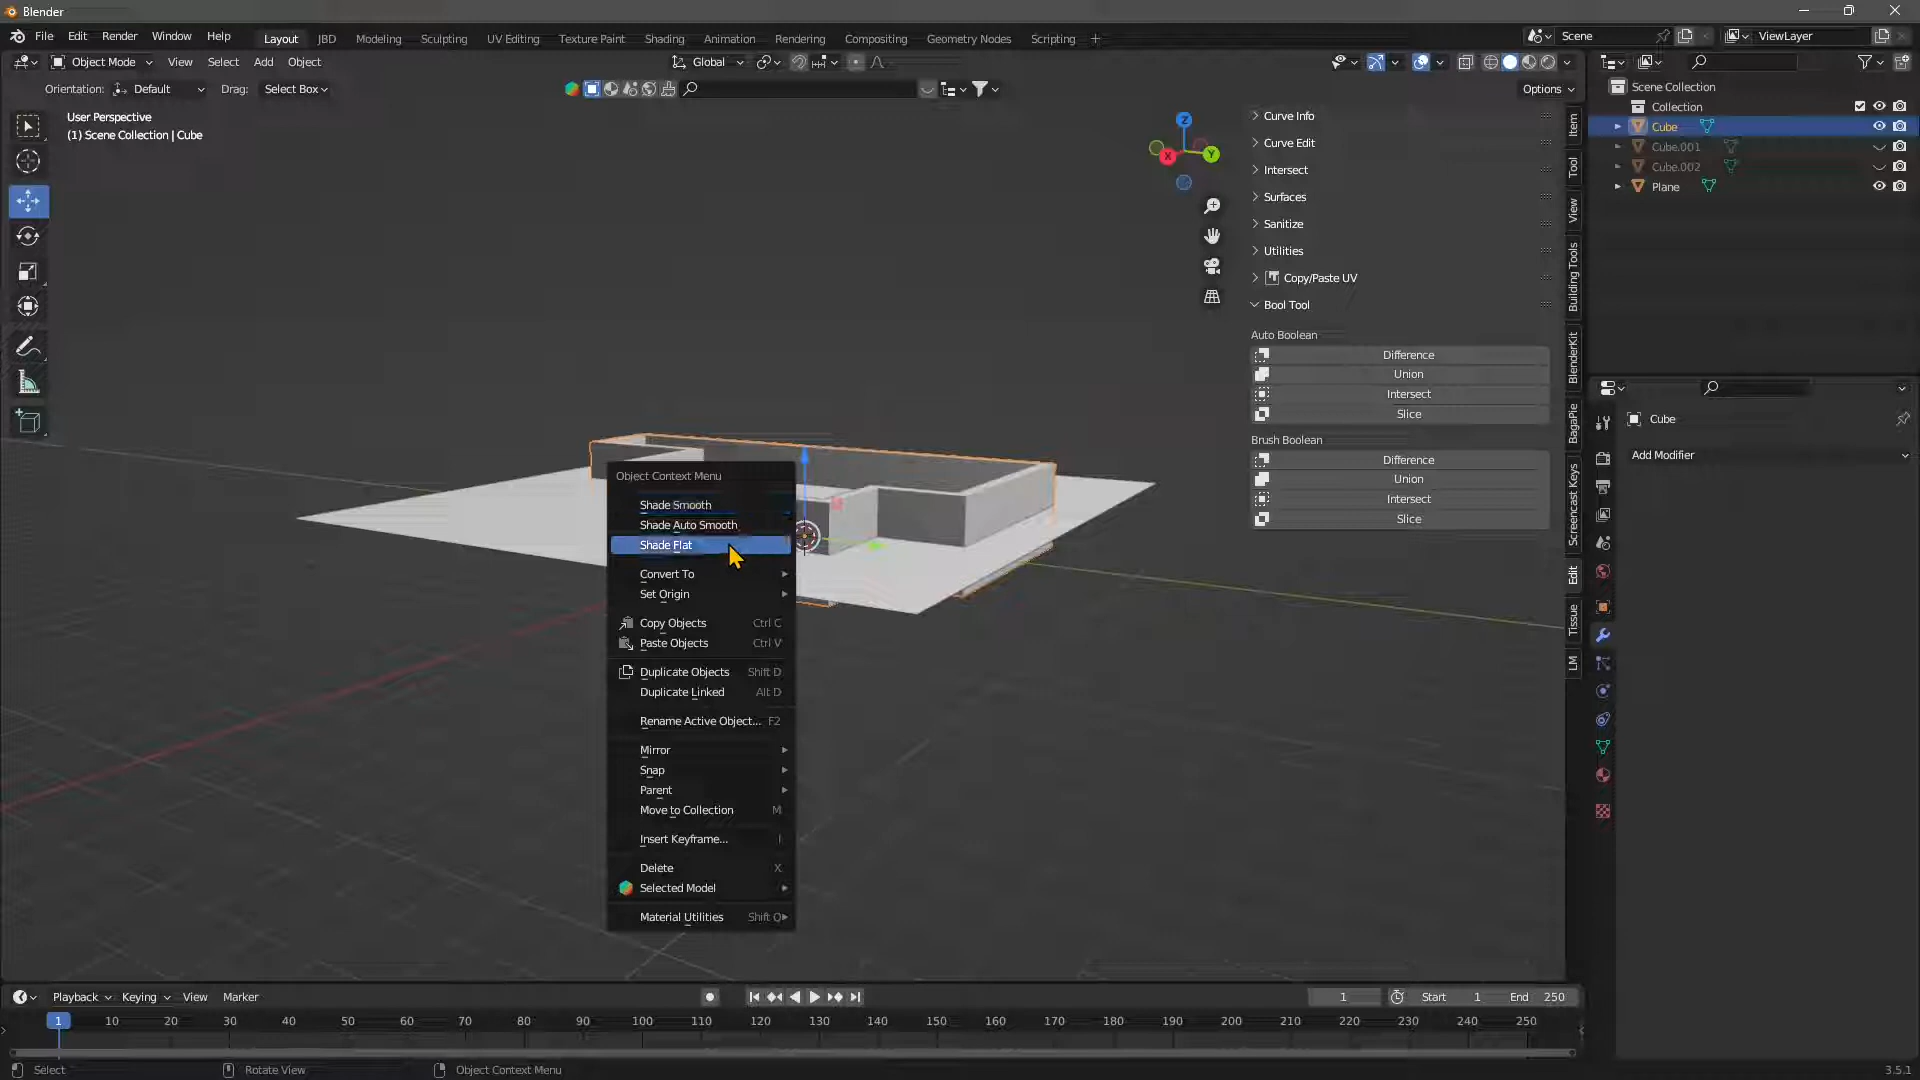 Blender
File Edit Render Window Help
Layout JBD Modeling Sculpting UV Editing Texture Paint Shading Animation Rendering Compositing Geometry Nodes Scripting +
Scene
ViewLayer
Object Mode View Select Add Object
Global
Orientation: Default Drag: Select Box
Options
User Perspective
(1) Scene Collection | Cube
Z
X
Y
Curve Info
Curve Edit
Intersect
Surfaces
Sanitize
Utilities
Copy/Paste UV
Bool Tool
Auto Boolean
Difference
Union
Intersect
Slice
Brush Boolean
Difference
Union
Intersect
Slice
Item
Tool
View
Building Tools
BlenderKit
BagaPie
Screencast Keys
Edit
Tissue
LM
Scene Collection
Collection
Cube
Cube.001
Cube.002
Plane
Cube
Add Modifier
Object Context Menu
Shade Smooth
Shade Auto Smooth
Shade Flat
Convert To
Set Origin
Copy Objects Ctrl C
Paste Objects Ctrl V
Duplicate Objects Shift D
Duplicate Linked Alt D
Rename Active Object... F2
Mirror
Snap
Parent
Move to Collection M
Insert Keyframe... I
Delete X
Selected Model
Material Utilities Shift Q
Playback Keying View Marker
1 Start 1 End 250
1 10 20 30 40 50 60 70 80 90 100 110 120 130 140 150 160 170 180 190 200 210 220 230 240 250
Select Rotate View Object Context Menu
3.5.1